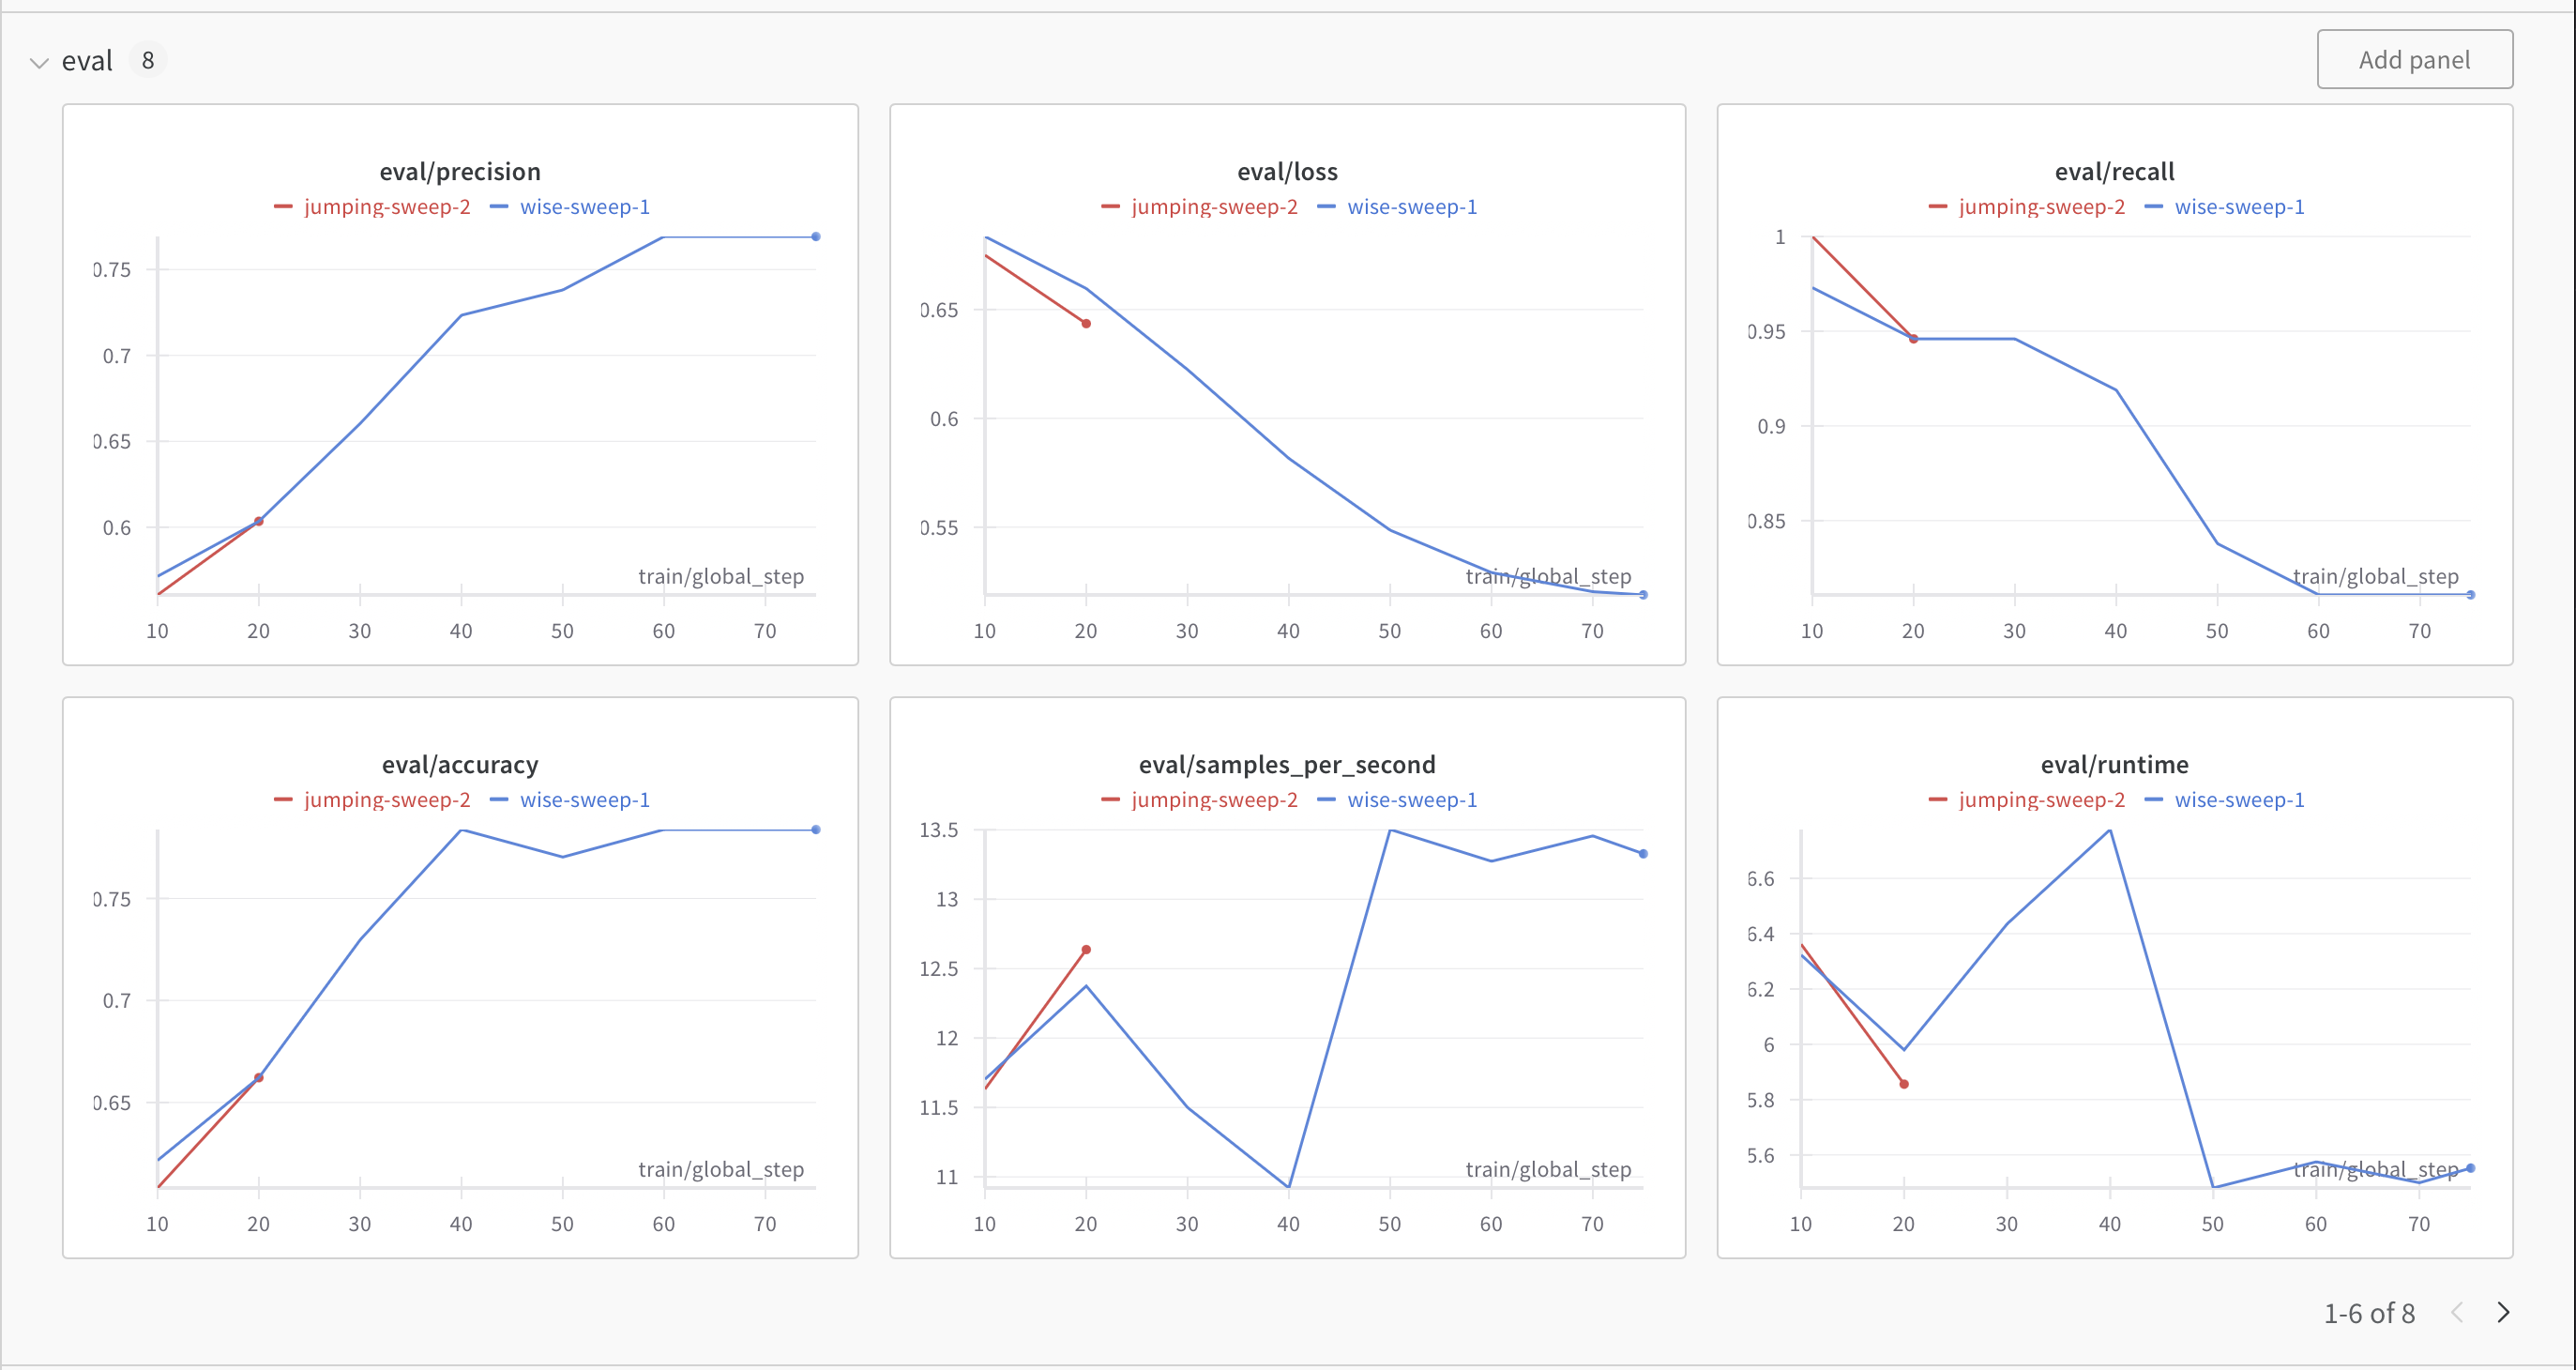 eval 8
Add panel
eval/precision
jumping-sweep-2 wise-sweep-1
0.75
0.7
0.65
0.6
train/global_step
10 20 30 40 50 60 70
eval/loss
jumping-sweep-2 wise-sweep-1
0.65
0.6
0.55
train/global_step
10 20 30 40 50 60 70
eval/recall
jumping-sweep-2 wise-sweep-1
1
0.95
0.9
0.85
train/global_step
10 20 30 40 50 60 70
eval/accuracy
jumping-sweep-2 wise-sweep-1
0.75
0.7
0.65
train/global_step
10 20 30 40 50 60 70
eval/samples_per_second
jumping-sweep-2 wise-sweep-1
13.5
13
12.5
12
11.5
11
train/global_step
10 20 30 40 50 60 70
eval/runtime
jumping-sweep-2 wise-sweep-1
6.6
6.4
6.2
6
5.8
5.6
train/global_step
10 20 30 40 50 60 70
1-6 of 8